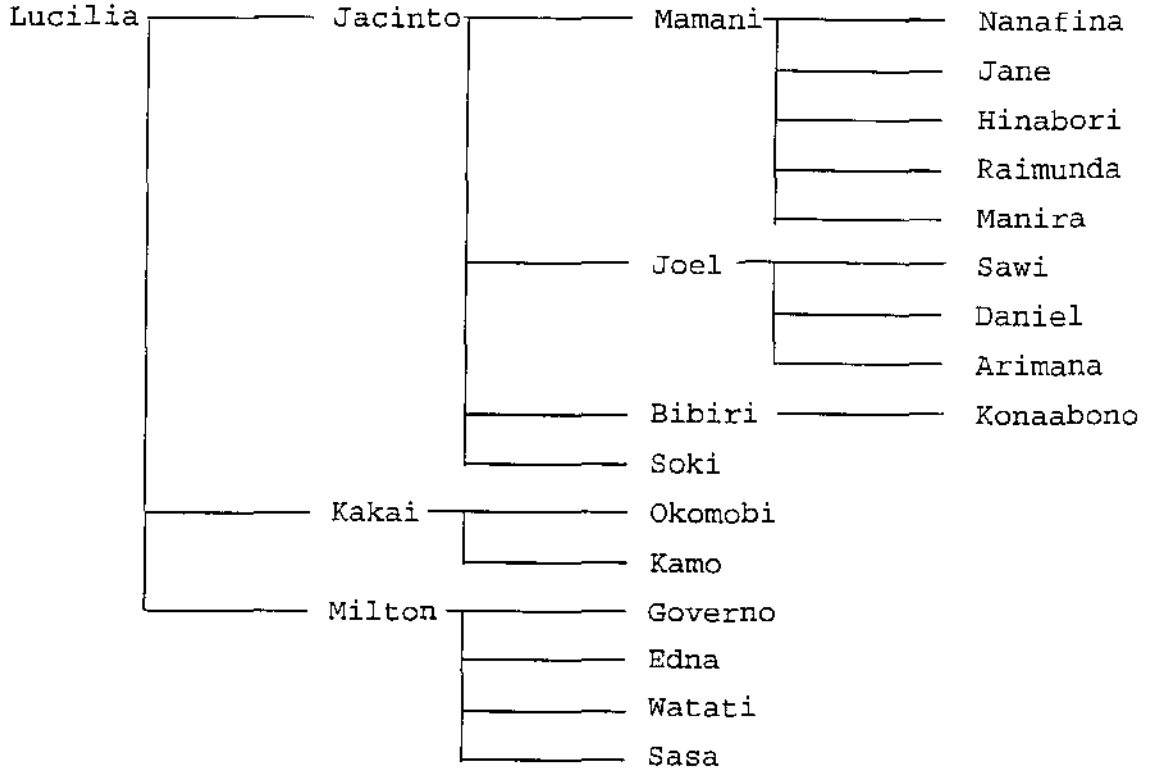 Lucilia Jacinto Mamani Nanafina
Jane
Hinabori
Raimunda
Manira
Joel Sawi
Daniel
Arimana
Bibiri Konaabono
Soki
Kakai Okomobi
Kamo
Milton Governo
Edna
Watati
Sasa